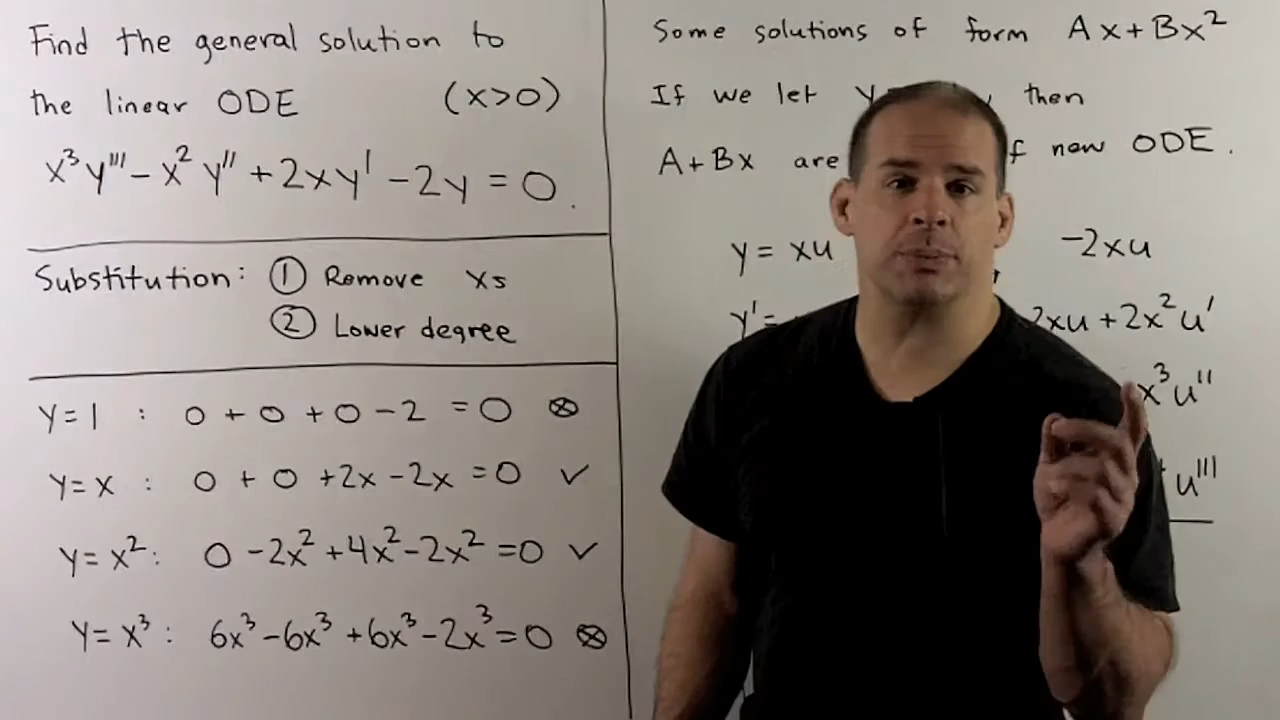 Find the general solution to
the linear ODE (x>0)
x³y''' - x²y'' + 2xy' - 2y = 0.
Substitution: ① Remove xs
② Lower degree
y=1 : 0 + 0 + 0 - 2 = 0 ⊗
y=x : 0 + 0 + 2x - 2x = 0 ✓
y=x²: 0 - 2x² + 4x² - 2x² = 0 ✓
y=x³: 6x³ - 6x³ + 6x³ - 2x³ = 0 ⊗
Some solutions of form Ax+Bx²
If we let y then
A+Bx are new ODE.
y = xu -2xu
y' = 2xu + 2x²u'
x³u''
u'''